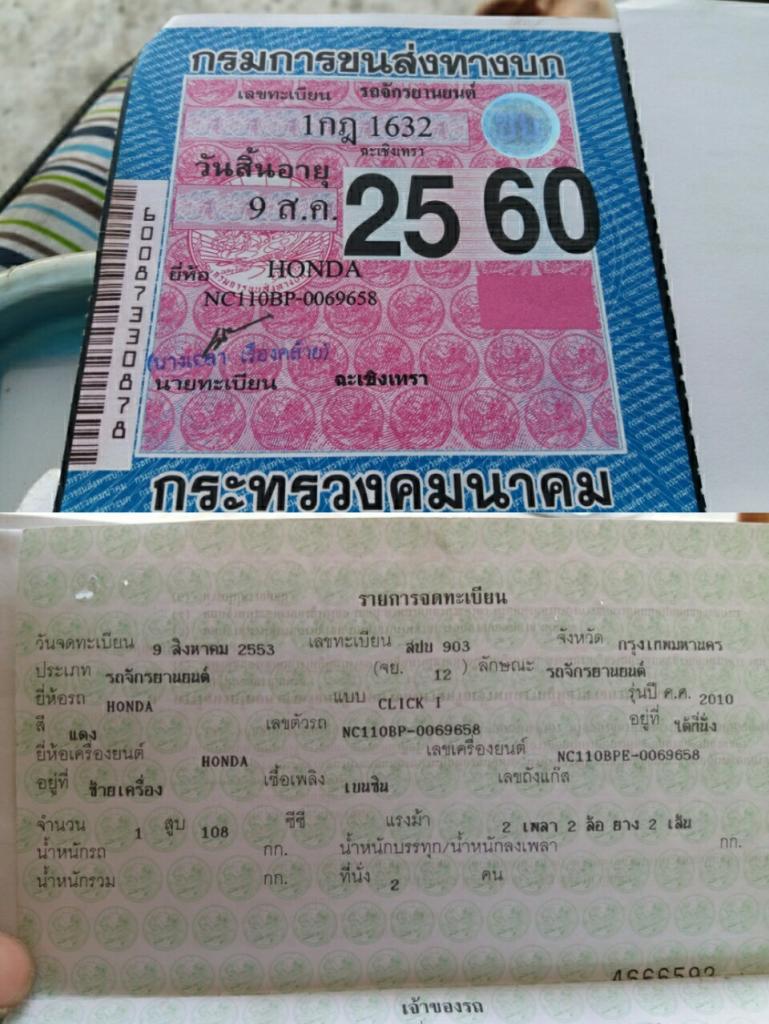 กรมการขนส่งทางบก
เลขทะเบียน รถจักรยานยนต์
1กฎ 1632
ฉะเชิงเทรา
วันสิ้นอายุ
9 ส.ค. 2560
ยี่ห้อ HONDA
NC110BP-0069658
นายทะเบียน ฉะเชิงเทรา
600873330878
กระทรวงคมนาคม
รายการจดทะเบียน
วันจดทะเบียน 9 สิงหาคม 2553 เลขทะเบียน สปบ 903 จังหวัด กรุงเทพมหานคร
ประเภท รถจักรยานยนต์ (จย. 12 ) ลักษณะ รถจักรยานยนต์
ยี่ห้อรถ HONDA แบบ CLICK I รุ่นปี ค.ศ. 2010
สี แดง เลขตัวรถ NC110BP-0069658 อยู่ที่ ใต้ที่นั่ง
ยี่ห้อเครื่องยนต์ HONDA เลขเครื่องยนต์ NC110BPE-0069658
อยู่ที่ ซ้ายเครื่อง เชื้อเพลิง เบนซิน เลขถังแก๊ส
จำนวน 1 สูบ 108 ซีซี แรงม้า 2 เพลา 2 ล้อ ยาง 2 เส้น
น้ำหนักรถ กก. น้ำหนักบรรทุก/น้ำหนักลงเพลา กก.
น้ำหนักรวม กก. ที่นั่ง 2 คน
เจ้าของรถ